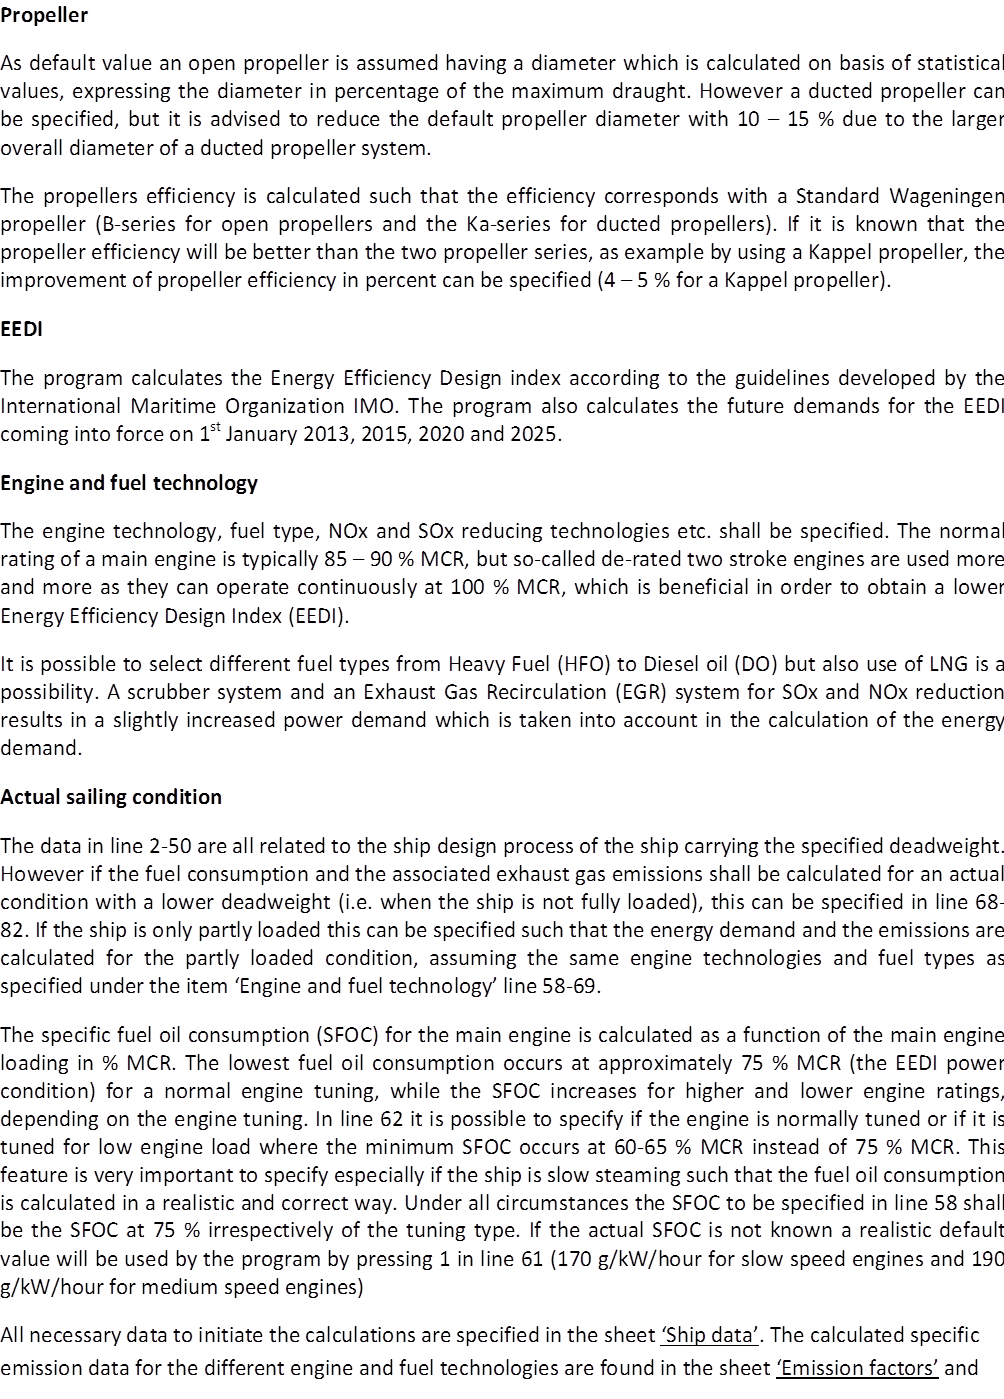 Propeller
As default value an open propeller is assumed having a diameter which is calculated on basis of statistical
values, expressing the diameter in percentage of the maximum draught. However a ducted propeller can
be specified, but it is advised to reduce the default propeller diameter with 10 – 15 % due to the larger
overall diameter of a ducted propeller system.
The propellers efficiency is calculated such that the efficiency corresponds with a Standard Wageningen
propeller (B-series for open propellers and the Ka-series for ducted propellers). If it is known that the
propeller efficiency will be better than the two propeller series, as example by using a Kappel propeller, the
improvement of propeller efficiency in percent can be specified (4 – 5 % for a Kappel propeller).
EEDI
The program calculates the Energy Efficiency Design index according to the guidelines developed by the
International Maritime Organization IMO. The program also calculates the future demands for the EEDI
coming into force on 1st January 2013, 2015, 2020 and 2025.
Engine and fuel technology
The engine technology, fuel type, NOx and SOx reducing technologies etc. shall be specified. The normal
rating of a main engine is typically 85 – 90 % MCR, but so-called de-rated two stroke engines are used more
and more as they can operate continuously at 100 % MCR, which is beneficial in order to obtain a lower
Energy Efficiency Design Index (EEDI).
It is possible to select different fuel types from Heavy Fuel (HFO) to Diesel oil (DO) but also use of LNG is a
possibility. A scrubber system and an Exhaust Gas Recirculation (EGR) system for SOx and NOx reduction
results in a slightly increased power demand which is taken into account in the calculation of the energy
demand.
Actual sailing condition
The data in line 2-50 are all related to the ship design process of the ship carrying the specified deadweight.
However if the fuel consumption and the associated exhaust gas emissions shall be calculated for an actual
condition with a lower deadweight (i.e. when the ship is not fully loaded), this can be specified in line 68-
82. If the ship is only partly loaded this can be specified such that the energy demand and the emissions are
calculated for the partly loaded condition, assuming the same engine technologies and fuel types as
specified under the item ‘Engine and fuel technology’ line 58-69.
The specific fuel oil consumption (SFOC) for the main engine is calculated as a function of the main engine
loading in % MCR. The lowest fuel oil consumption occurs at approximately 75 % MCR (the EEDI power
condition) for a normal engine tuning, while the SFOC increases for higher and lower engine ratings,
depending on the engine tuning. In line 62 it is possible to specify if the engine is normally tuned or if it is
tuned for low engine load where the minimum SFOC occurs at 60-65 % MCR instead of 75 % MCR. This
feature is very important to specify especially if the ship is slow steaming such that the fuel oil consumption
is calculated in a realistic and correct way. Under all circumstances the SFOC to be specified in line 58 shall
be the SFOC at 75 % irrespectively of the tuning type. If the actual SFOC is not known a realistic default
value will be used by the program by pressing 1 in line 61 (170 g/kW/hour for slow speed engines and 190
g/kW/hour for medium speed engines)
All necessary data to initiate the calculations are specified in the sheet ‘Ship data’. The calculated specific
emission data for the different engine and fuel technologies are found in the sheet ‘Emission factors’ and